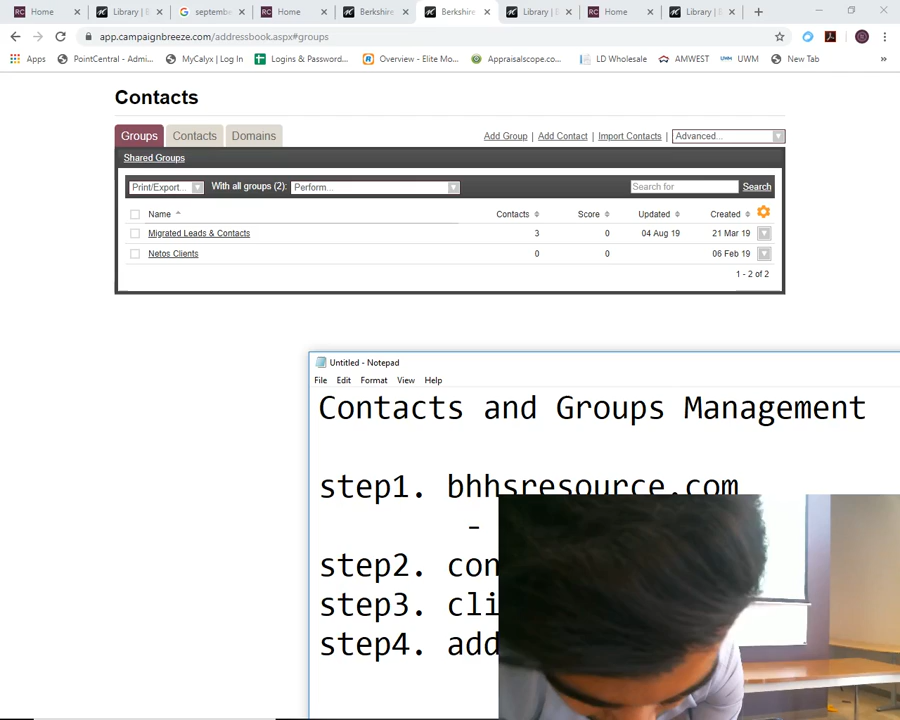 Home
Library | B
september
Home
Berkshire
Berkshire
Library | B
Home
Library | B
app.campaignbreeze.com/addressbook.aspx#groups
Apps
PointCentral - Admi...
MyCalyx | Log In
Logins & Password...
Overview - Elite Mo...
Appraisalscope.co...
LD Wholesale
AMWEST
UWM
New Tab
»
Contacts
Groups
Contacts
Domains
Add Group | Add Contact | Import Contacts |
Advanced...
Shared Groups
Print/Export...
With all groups (2):
Perform...
Search for
Search
Name Contacts Score Updated Created
Migrated Leads & Contacts 3 0 04 Aug 19 21 Mar 19
Netos Clients 0 0 06 Feb 19
1 - 2 of 2
Untitled - Notepad
File Edit Format View Help
Contacts and Groups Management
step1. bhhsresource.com
-
step2. con
step3. cli
step4. add